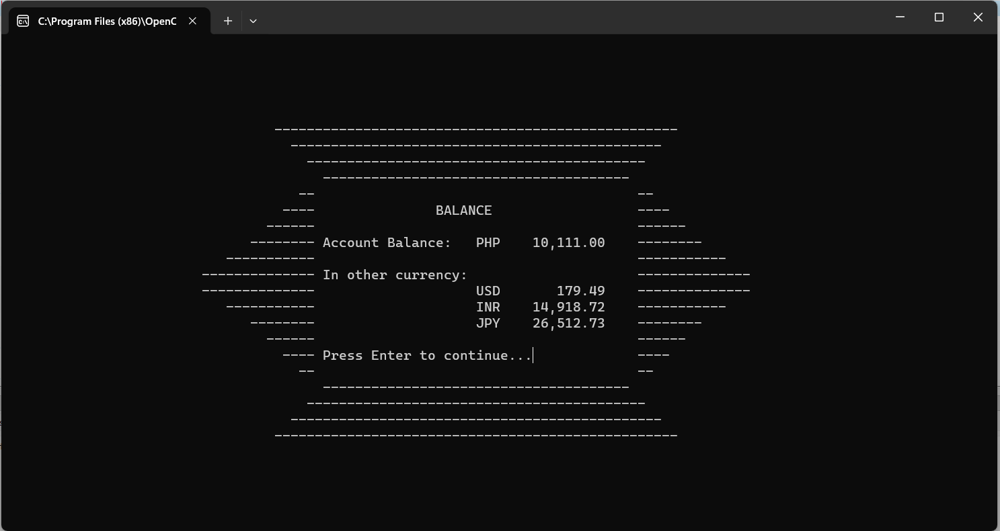 C:\Program Files (x86)\OpenC
--------------------------------------------------
----------------------------------------------
------------------------------------------
--------------------------------------
-- --
---- BALANCE ----
------ ------
-------- Account Balance: PHP 10,111.00 --------
----------- -----------
-------------- In other currency: --------------
-------------- USD 179.49 --------------
----------- INR 14,918.72 -----------
-------- JPY 26,512.73 --------
------ ------
---- Press Enter to continue... ----
-- --
--------------------------------------
------------------------------------------
----------------------------------------------
--------------------------------------------------